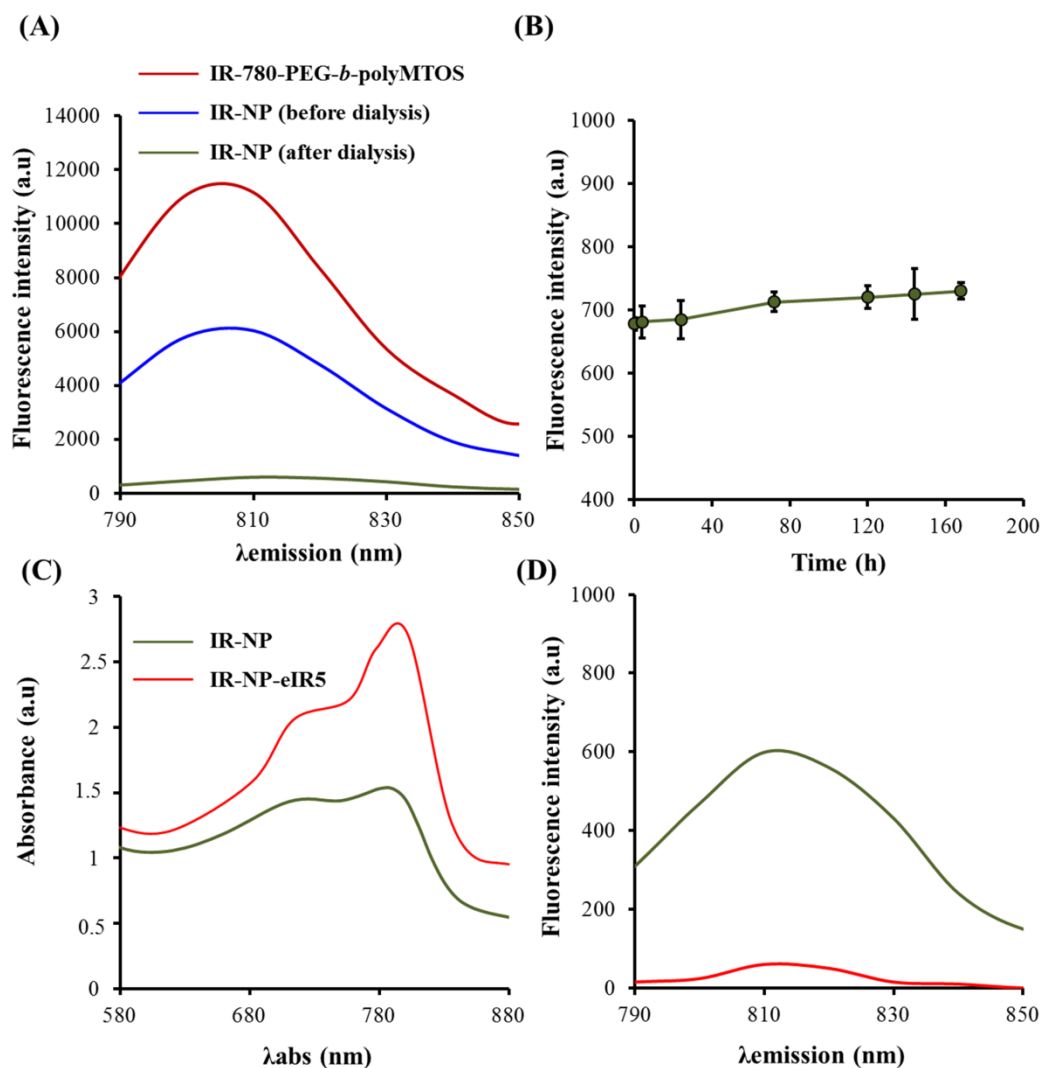 (A)
IR-780-PEG-b-polyMTOS
IR-NP (before dialysis)
IR-NP (after dialysis)
Fluorescence intensity (a.u)
14000
12000
10000
8000
6000
4000
2000
0
790 810 830 850
λemission (nm)
(B)
Fluorescence intensity (a.u)
1000
900
800
700
600
500
400
0 40 80 120 160 200
Time (h)
(C)
IR-NP
IR-NP-eIR5
Absorbance (a.u)
3
2.5
2
1.5
1
0.5
0
580 680 780 880
λabs (nm)
(D)
Fluorescence intensity (a.u)
1000
800
600
400
200
0
790 810 830 850
λemission (nm)